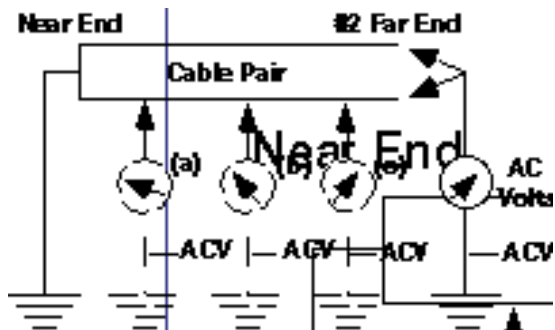 Near End #2 Far End
Cable Pair
Near End
(a) (b) (c) AC
Volts
ACV ACV ACV ACV